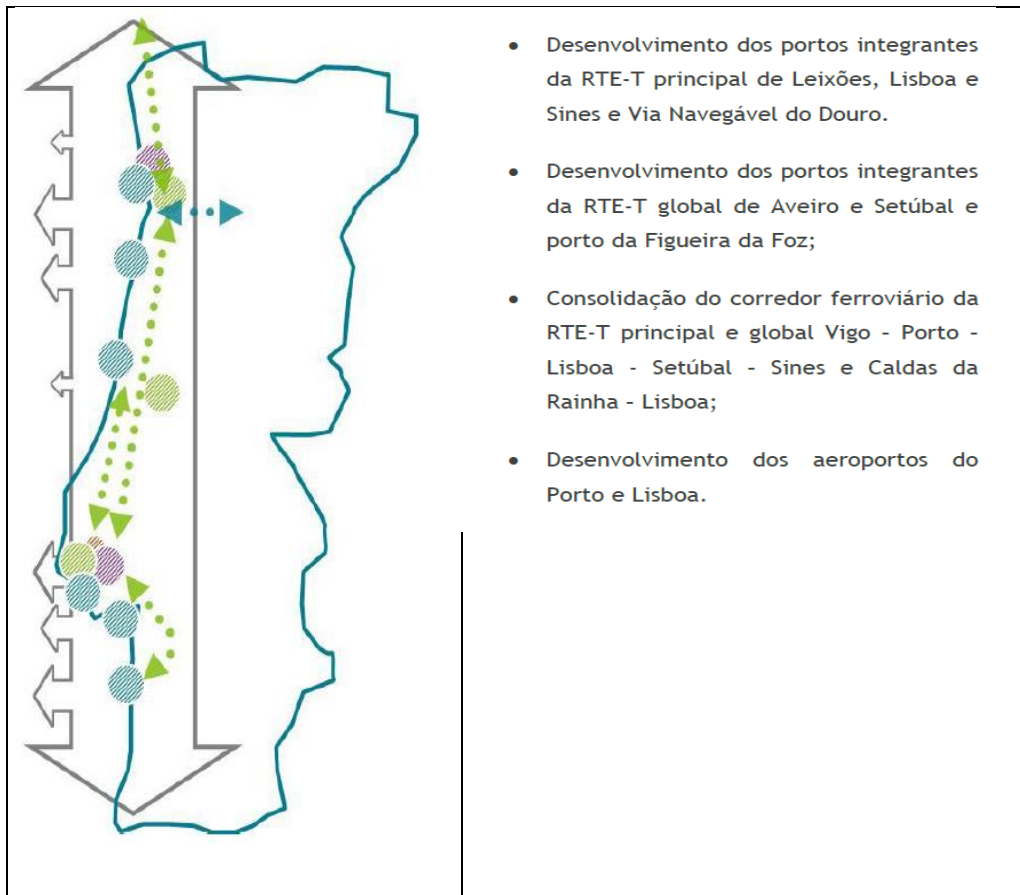 • Desenvolvimento dos portos integrantes
da RTE-T principal de Leixões, Lisboa e
Sines e Via Navegável do Douro.
• Desenvolvimento dos portos integrantes
da RTE-T global de Aveiro e Setúbal e
porto da Figueira da Foz;
• Consolidação do corredor ferroviário da
RTE-T principal e global Vigo - Porto -
Lisboa - Setúbal - Sines e Caldas da
Rainha - Lisboa;
• Desenvolvimento dos aeroportos do
Porto e Lisboa.